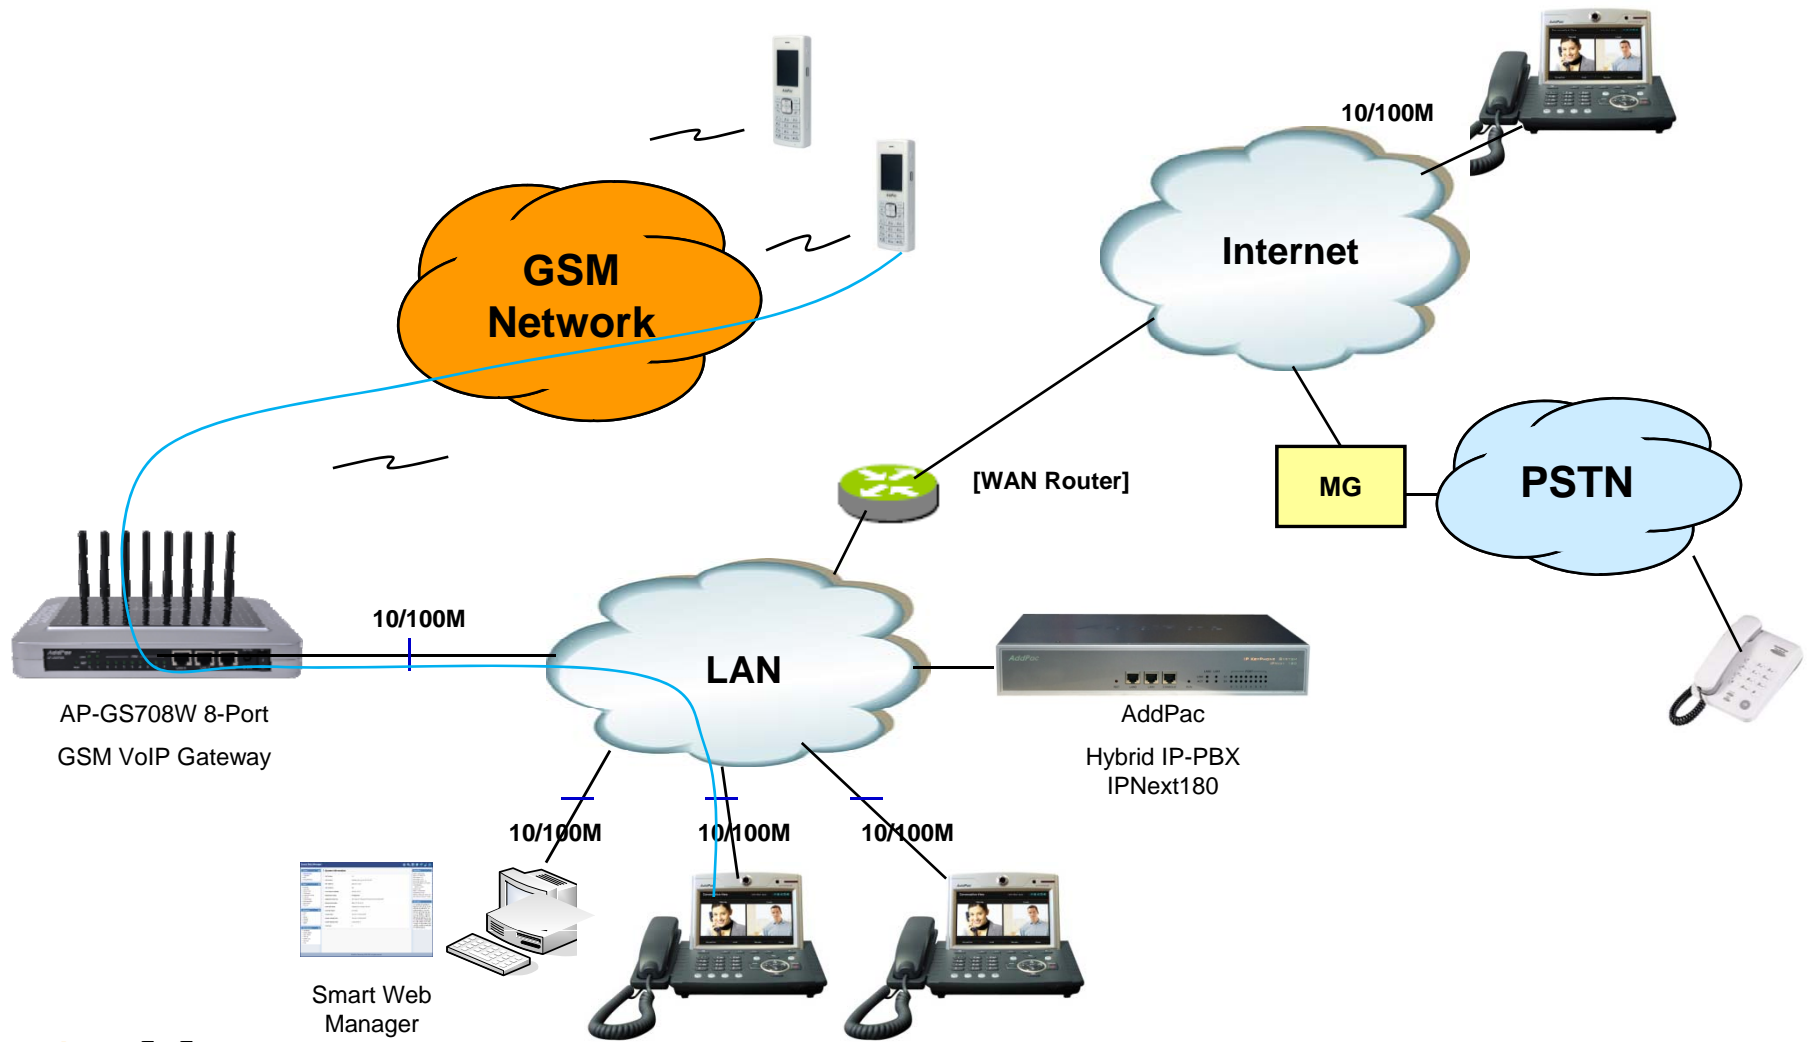 10/100M
GSM
Network
Internet
[WAN Router]
MG
PSTN
10/100M
LAN
AddPac
AP-GS708W 8-Port
GSM VoIP Gateway
AddPac
Hybrid IP-PBX
IPNext180
10/100M
10/100M
10/100M
Smart Web
Manager